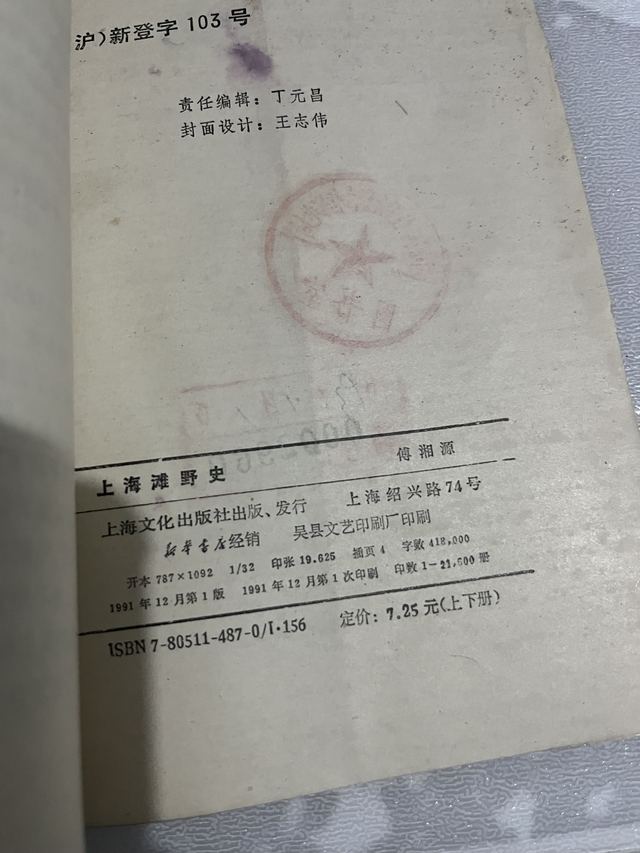 沪)新登字 103 号
责任编辑：丁元昌
封面设计：王志伟
上海滩野史
傅湘源
上海文化出版社出版、发行 上海绍兴路74号
新华书店经销 吴县文艺印刷厂印刷
开本 787×1092 1/32 印张 19.625 插页 4 字数 418,000
1991年12月第1版 1991年12月第1次印刷 印数 1-21,600 册
ISBN 7-80511-487-0/I·156 定价：7.25元(上下册)